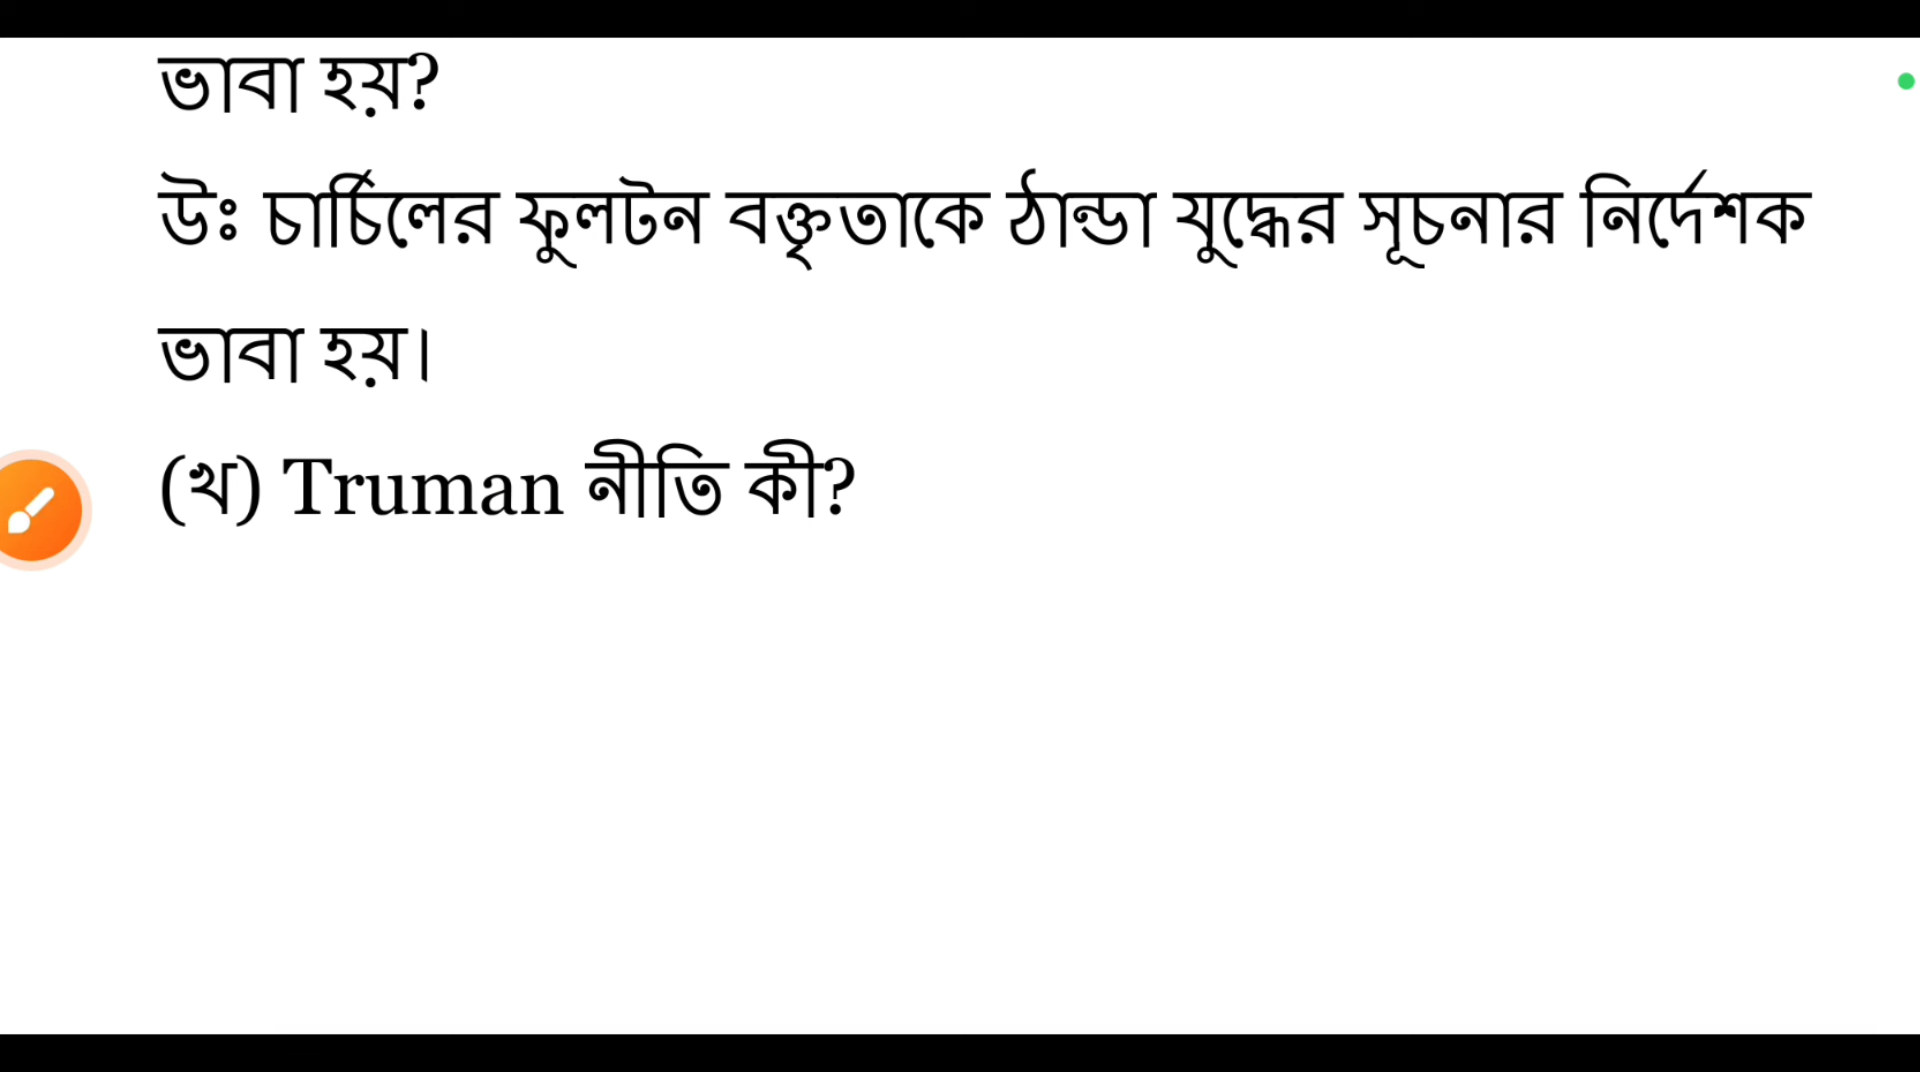 ভাবা হয়?
উঃ চার্চিলের ফুলটন বক্তৃতাকে ঠান্ডা যুদ্ধের সূচনার নির্দেশক
ভাবা হয়।
(খ) Truman নীতি কী?